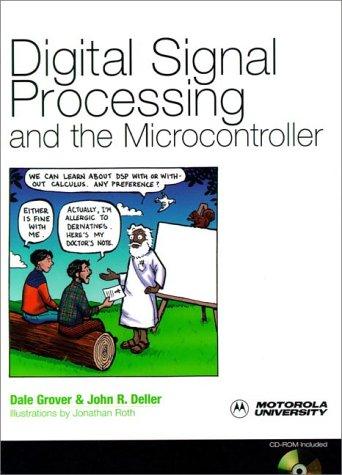 Digital Signal
Processing
and the Microcontroller
WE CAN LEARN ABOUT DSP WITH OR WITH-
OUT CALCULUS. ANY PREFERENCE?
EITHER
IS FINE
WITH
ME.
ACTUALLY, I'M
ALLERGIC TO
DERIVATIVES.
HERE'S MY
DOCTOR'S NOTE.
Dale Grover & John R. Deller
Illustrations by Jonathan Roth
MOTOROLA
UNIVERSITY
CD-ROM Included